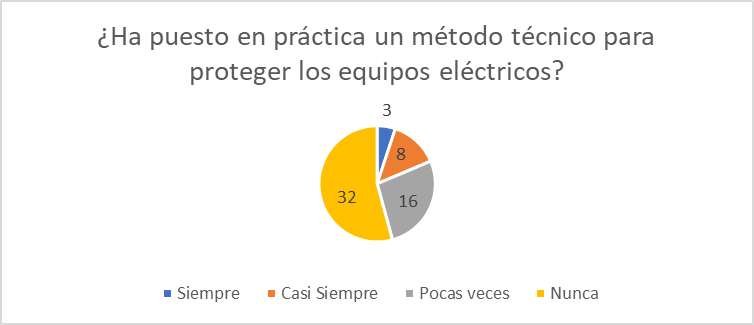 ¿Ha puesto en práctica un método técnico para
proteger los equipos eléctricos?
3
8
16
32
Siempre
Casi Siempre
Pocas veces
Nunca